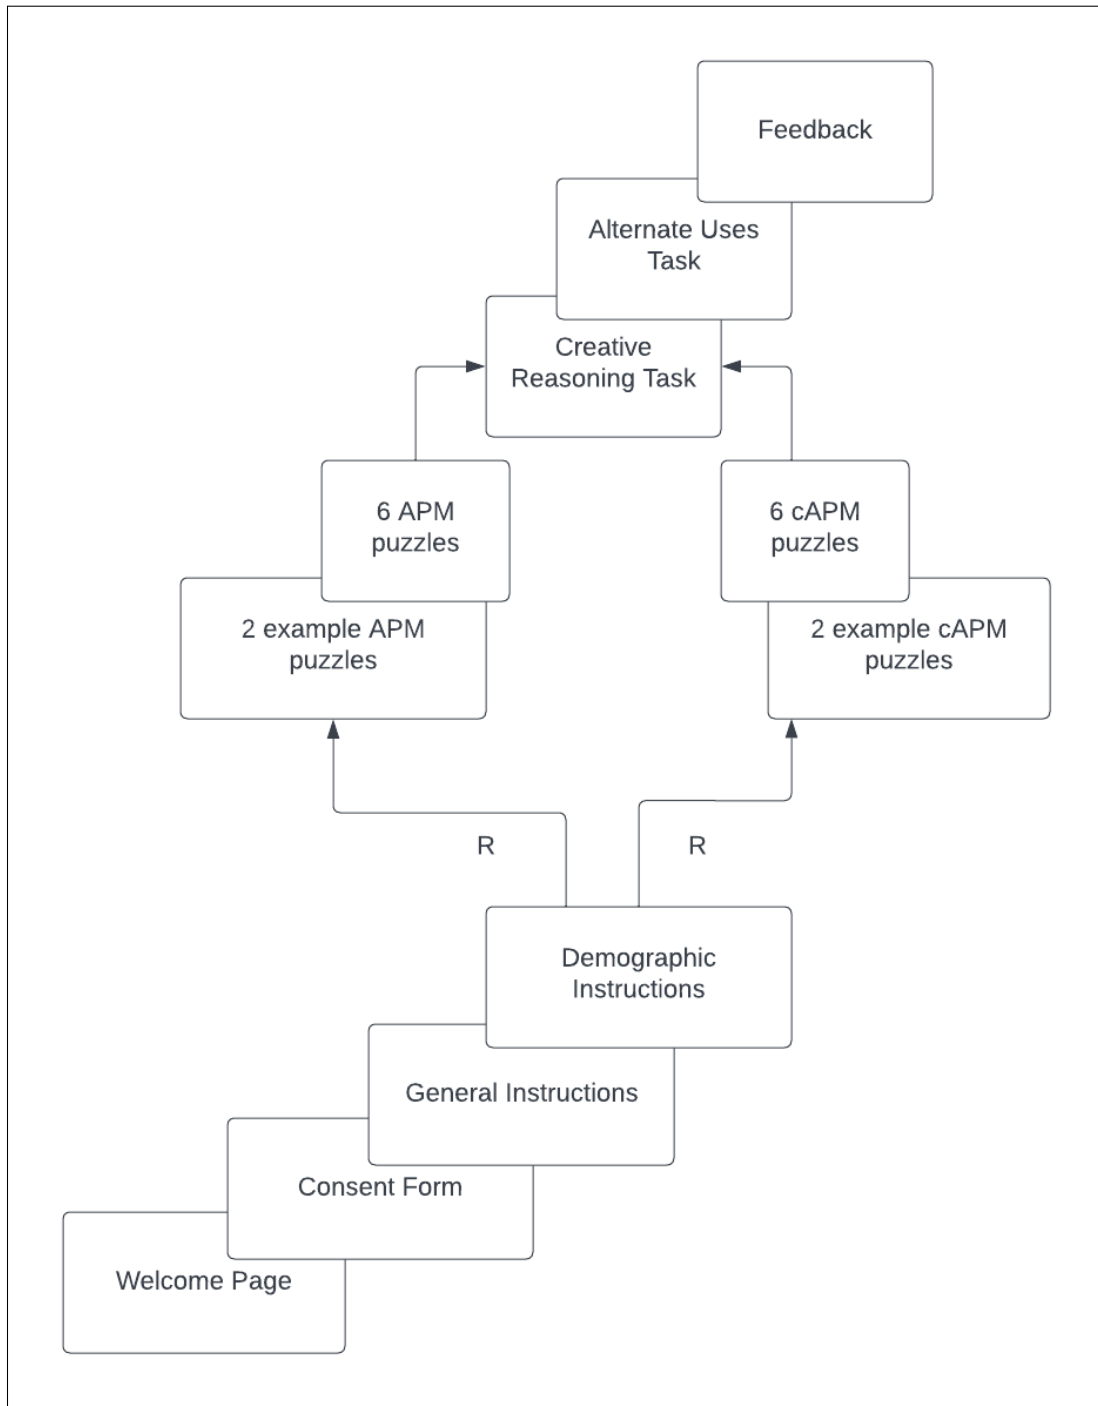 Feedback
Alternate Uses
Task
Creative
Reasoning Task
6 APM
puzzles
6 cAPM
puzzles
2 example APM
puzzles
2 example cAPM
puzzles
R
R
Demographic
Instructions
General Instructions
Consent Form
Welcome Page